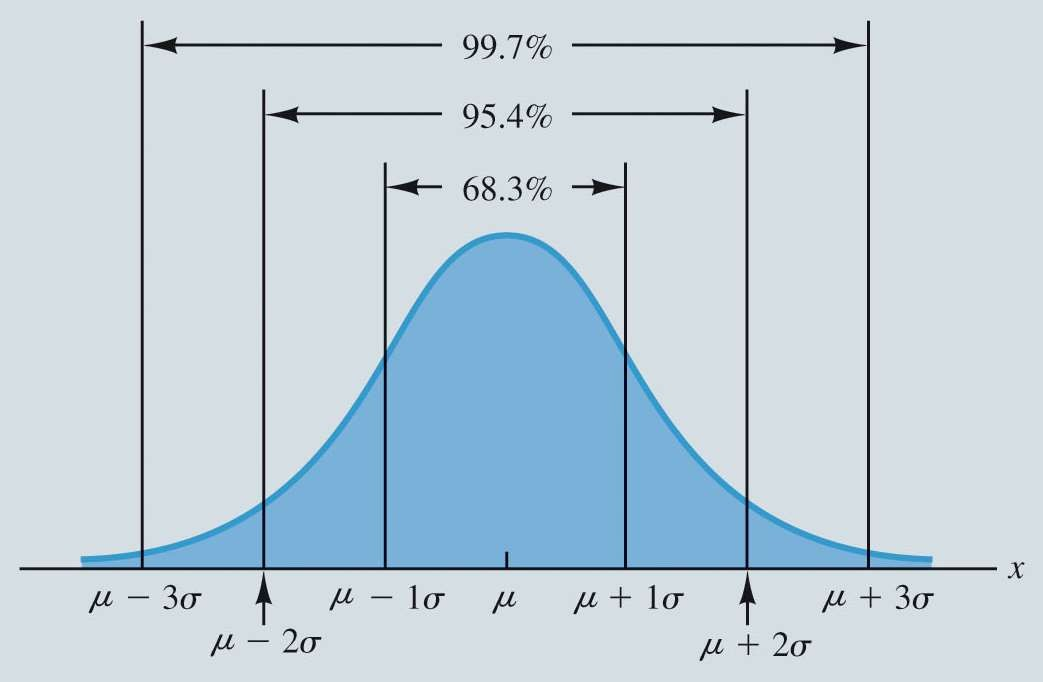 99.7%
95.4%
68.3%
x
μ − 3σ μ − 1σ μ μ + 1σ μ + 3σ
μ − 2σ μ + 2σ